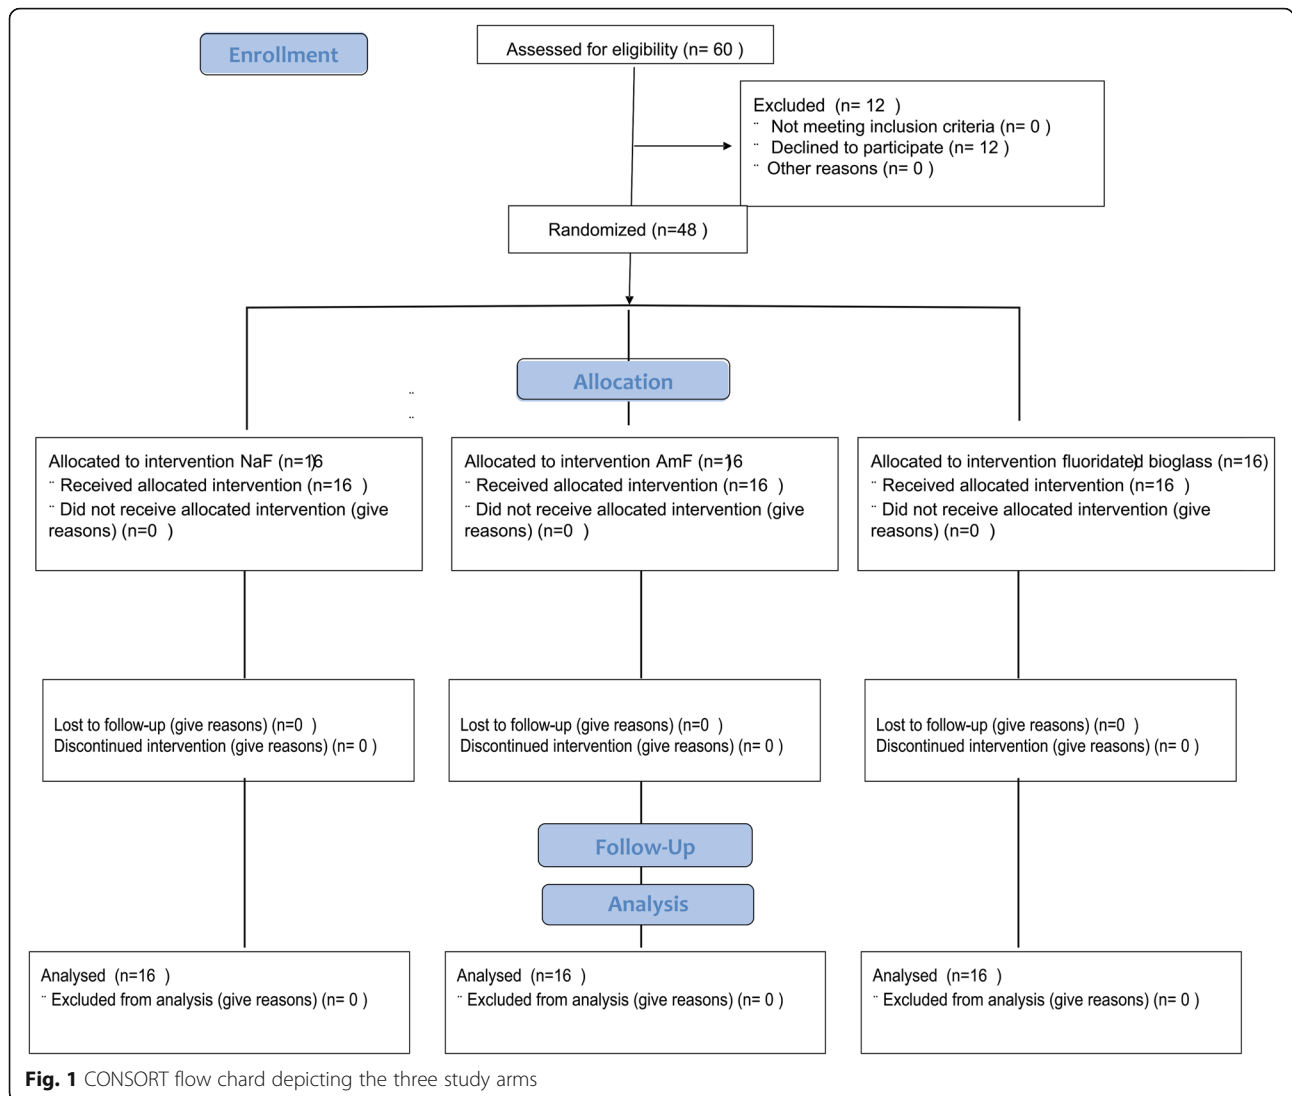 Enrollment
Assessed for eligibility (n= 60 )
Excluded (n= 12 )
¨ Not meeting inclusion criteria (n= 0 )
¨ Declined to participate (n= 12 )
¨ Other reasons (n= 0 )
Randomized (n=48 )
Allocation
¨
¨
Allocated to intervention NaF (n=16)
¨ Received allocated intervention (n=16 )
¨ Did not receive allocated intervention (give
reasons) (n=0 )
Allocated to intervention AmF (n=16)
¨ Received allocated intervention (n=16 )
¨ Did not receive allocated intervention (give
reasons) (n=0 )
Allocated to intervention fluoridated) bioglass (n=16)
¨ Received allocated intervention (n=16 )
¨ Did not receive allocated intervention (give
reasons) (n=0 )
Lost to follow-up (give reasons) (n=0 )
Discontinued intervention (give reasons) (n= 0 )
Lost to follow-up (give reasons) (n=0 )
Discontinued intervention (give reasons) (n= 0 )
Lost to follow-up (give reasons) (n=0 )
Discontinued intervention (give reasons) (n= 0 )
Follow-Up
Analysis
Analysed (n=16 )
¨ Excluded from analysis (give reasons) (n= 0 )
Analysed (n=16 )
¨ Excluded from analysis (give reasons) (n= 0 )
Analysed (n=16 )
¨ Excluded from analysis (give reasons) (n= 0 )
Fig. 1 CONSORT flow chard depicting the three study arms